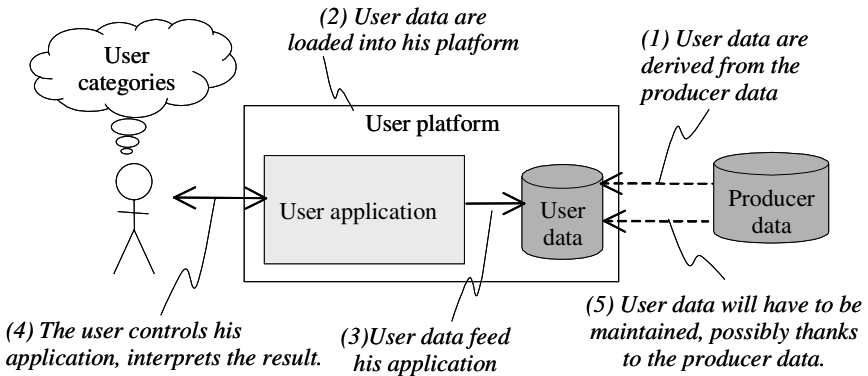 (2) User data are
loaded into his platform
(1) User data are
derived from the
producer data
User
categories
User platform
User application
User
data
Producer
data
(4) The user controls his
application, interprets the result.
(3)User data feed
his application
(5) User data will have to be
maintained, possibly thanks
to the producer data.